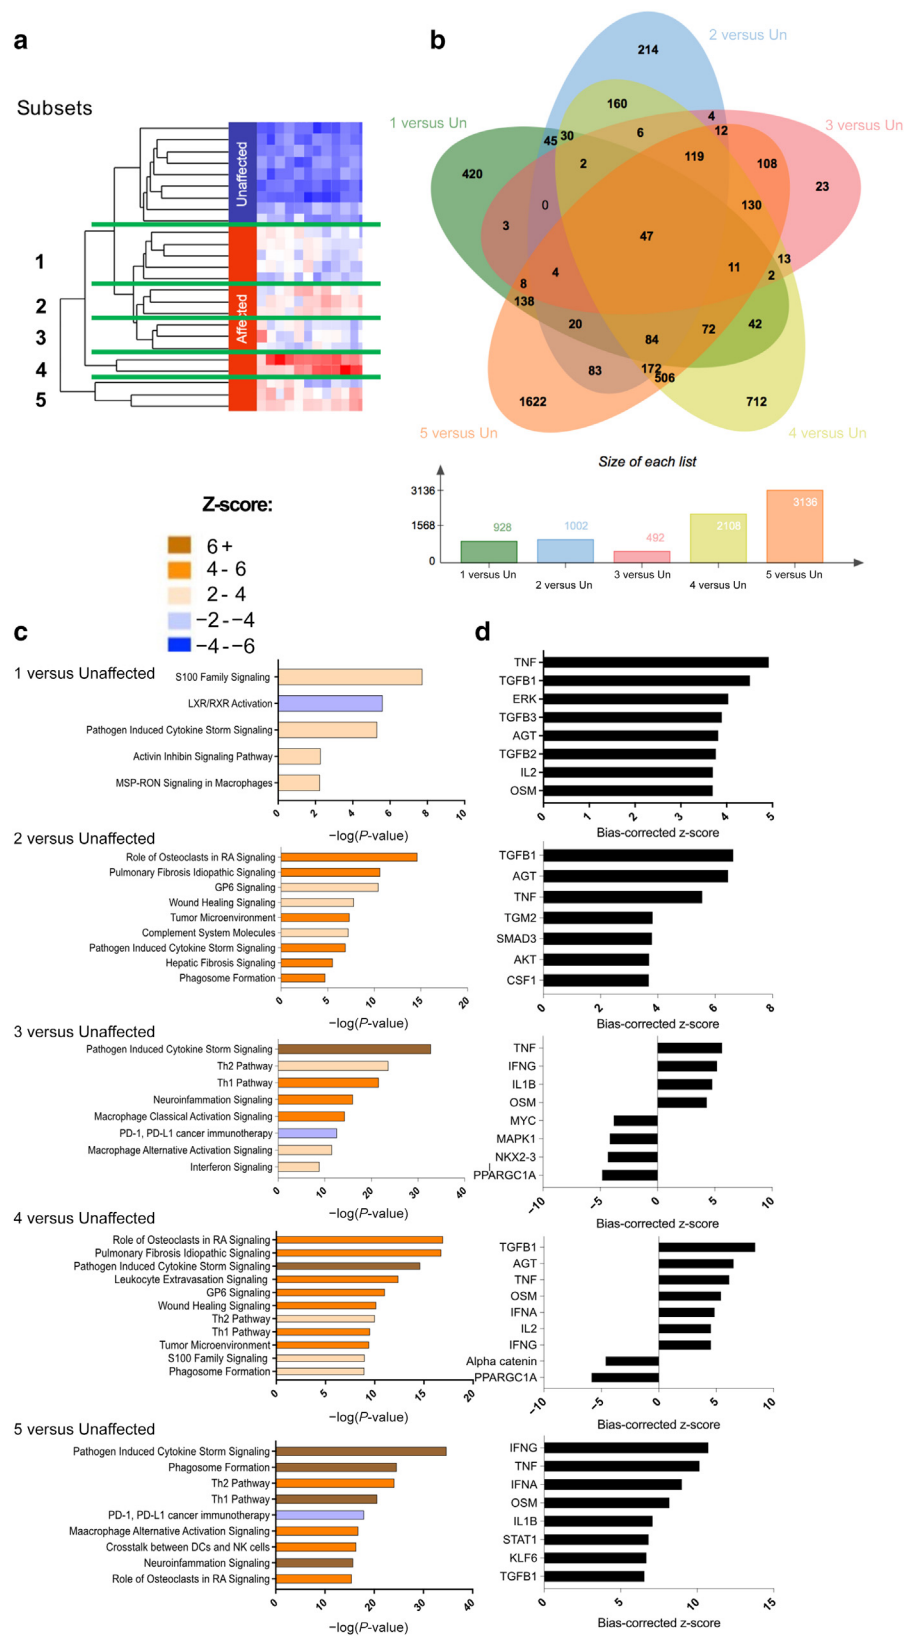 a
b
Subsets
Unaffected
Affected
1
2
3
4
5
2 versus Un
1 versus Un
3 versus Un
5 versus Un
4 versus Un
214
160
4
12
45
30
6
420
2
119
108
23
0
130
3
47
13
4
11
2
8
138
20
72
42
84
83
172
506
1622
712
Size of each list
3136
1568
0
928
1002
492
2108
3136
1 versus Un
2 versus Un
3 versus Un
4 versus Un
5 versus Un
Z-score:
6+
4- 6
2- 4
−2-−4
−4-−6
c
1 versus Unaffected
S100 Family Signaling
LXR/RXR Activation
Pathogen Induced Cytokine Storm Signaling
Activin Inhibin Signaling Pathway
MSP-RON Signaling in Macrophages
0 2 4 6 8 10
−log(P-value)
2 versus Unaffected
Role of Osteoclasts in RA Signaling
Pulmonary Fibrosis Idiopathic Signaling
GP6 Signaling
Wound Healing Signaling
Tumor Microenvironment
Complement System Molecules
Pathogen Induced Cytokine Storm Signaling
Hepatic Fibrosis Signaling
Phagosome Formation
0 5 10 15 20
−log(P-value)
3 versus Unaffected
Pathogen Induced Cytokine Storm Signaling
Th2 Pathway
Th1 Pathway
Neuroinflammation Signaling
Macrophage Classical Activation Signaling
PD-1, PD-L1 cancer immunotherapy
Macrophage Alternative Activation Signaling
Interferon Signaling
0 10 20 30 40
−log(P-value)
4 versus Unaffected
Role of Osteoclasts in RA Signaling
Pulmonary Fibrosis Idiopathic Signaling
Pathogen Induced Cytokine Storm Signaling
Leukocyte Extravasation Signaling
GP6 Signaling
Wound Healing Signaling
Th2 Pathway
Th1 Pathway
Tumor Microenvironment
S100 Family Signaling
Phagosome Formation
0 5 10 15 20
−log(P-value)
5 versus Unaffected
Pathogen Induced Cytokine Storm Signaling
Phagosome Formation
Th2 Pathway
Th1 Pathway
PD-1, PD-L1 cancer immunotherapy
Maacrophage Alternative Activation Signaling
Crosstalk between DCs and NK cells
Neuroinflammation Signaling
Role of Osteoclasts in RA Signaling
0 10 20 30 40
−log(P-value)
d
TNF
TGFB1
ERK
TGFB3
AGT
TGFB2
IL2
OSM
0 1 2 3 4 5
Bias-corrected z-score
TGFB1
AGT
TNF
TGM2
SMAD3
AKT
CSF1
0 2 4 6 8
Bias-corrected z-score
TNF
IFNG
IL1B
OSM
MYC
MAPK1
NKX2-3
PPARGC1A
−10 −5 0 5 10
Bias-corrected z-score
TGFB1
AGT
TNF
OSM
IFNA
IL2
IFNG
Alpha catenin
PPARGC1A
−10 −5 0 5 10
Bias-corrected z-score
IFNG
TNF
IFNA
OSM
IL1B
STAT1
KLF6
TGFB1
0 5 10 15
Bias-corrected z-score